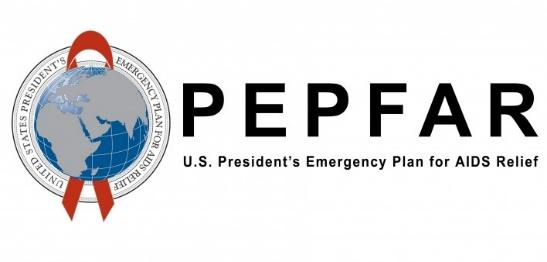 UNITED STATES PRESIDENT'S EMERGENCY PLAN FOR AIDS RELIEF
PEPFAR
U.S. President's Emergency Plan for AIDS Relief